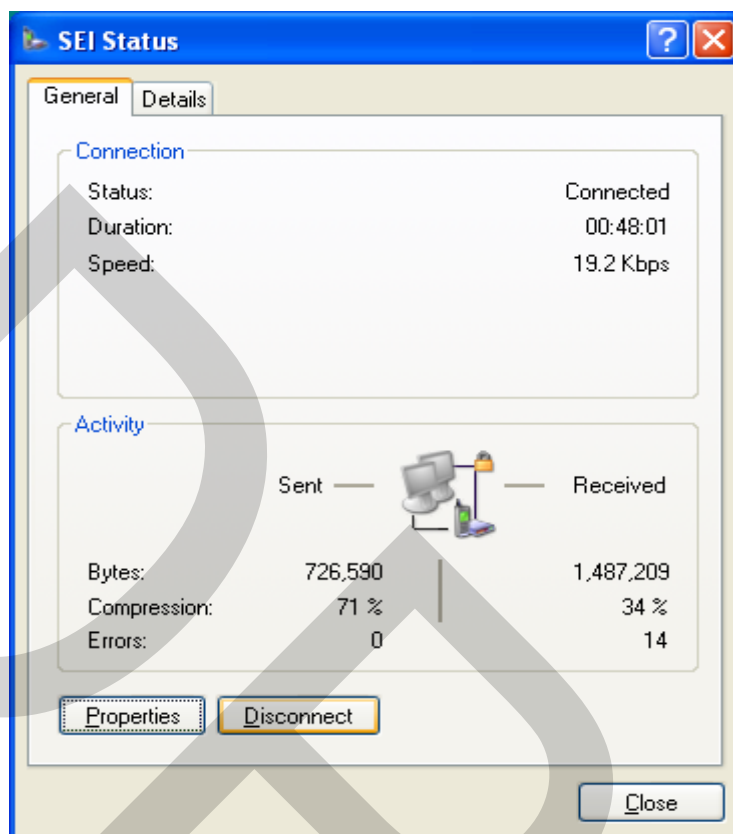 SEI Status
General Details
Connection
Status: Connected
Duration: 00:48:01
Speed: 19.2 Kbps
Activity
Sent Received
Bytes: 726,590 1,487,209
Compression: 71 % 34 %
Errors: 0 14
Properties Disconnect
Close